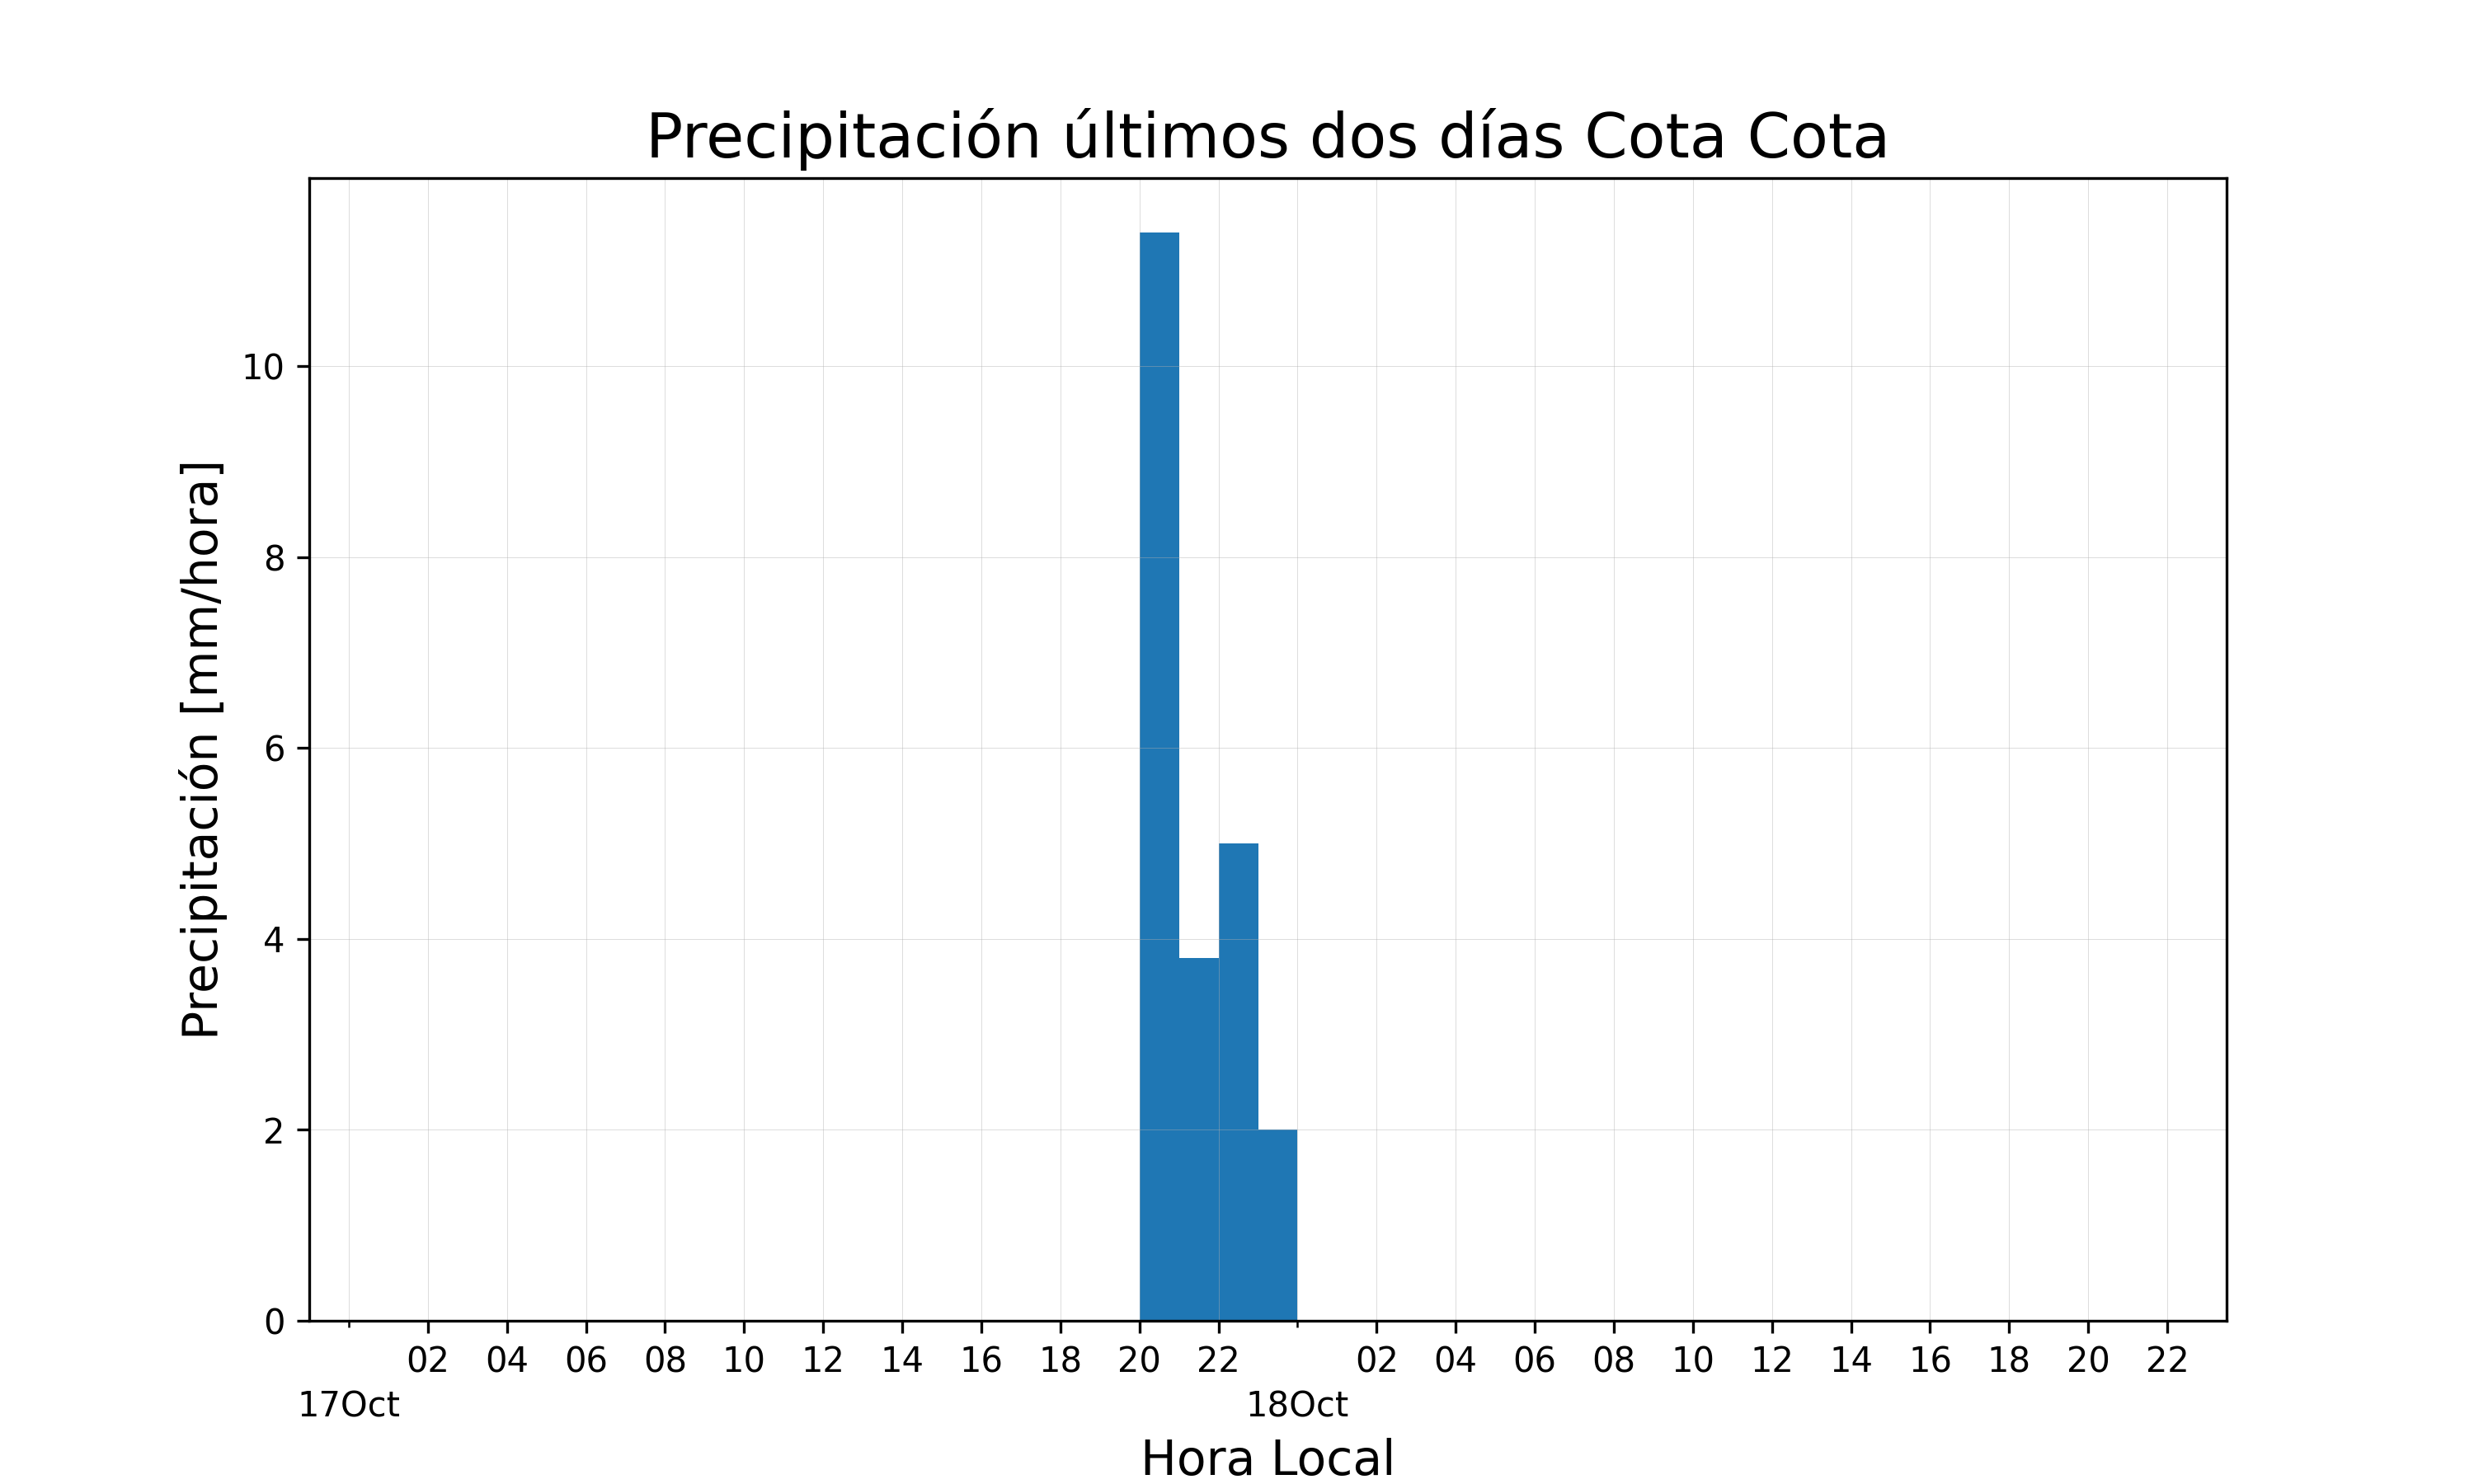 Precipitación últimos dos días Cota Cota
Precipitación [mm/hora]
10
8
6
4
2
0
02 04 06 08 10 12 14 16 18 20 22 02 04 06 08 10 12 14 16 18 20 22
17Oct 18Oct
Hora Local